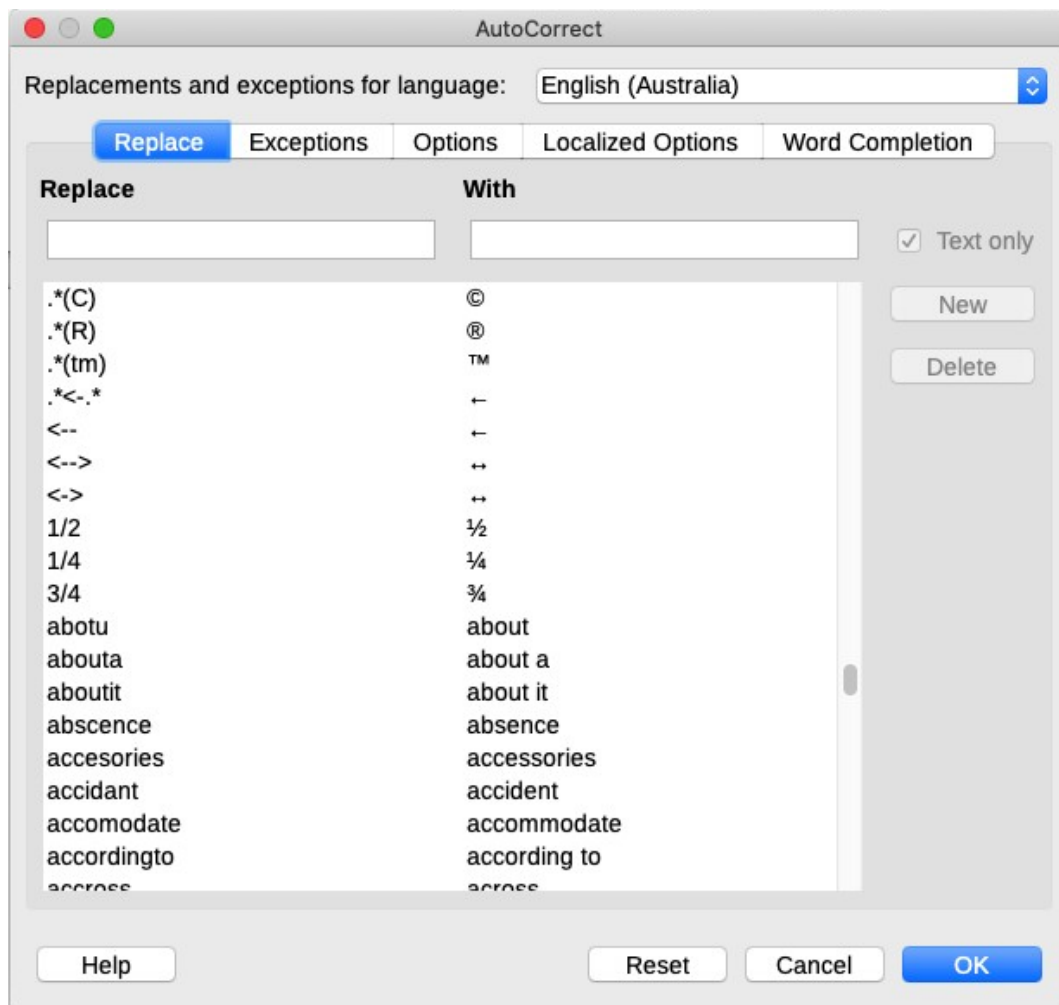 AutoCorrect
Replacements and exceptions for language: English (Australia)
Replace Exceptions Options Localized Options Word Completion
Replace With
Text only
.*(C) ©
.*(R) ®
.*(tm) ™
.*<-.* ←
<-- ←
<--> ↔
<-> ↔
1/2 ½
1/4 ¼
3/4 ¾
abotu about
abouta about a
aboutit about it
abscence absence
accesories accessories
accidant accident
accomodate accommodate
accordingto according to
accross across
New
Delete
Help Reset Cancel OK